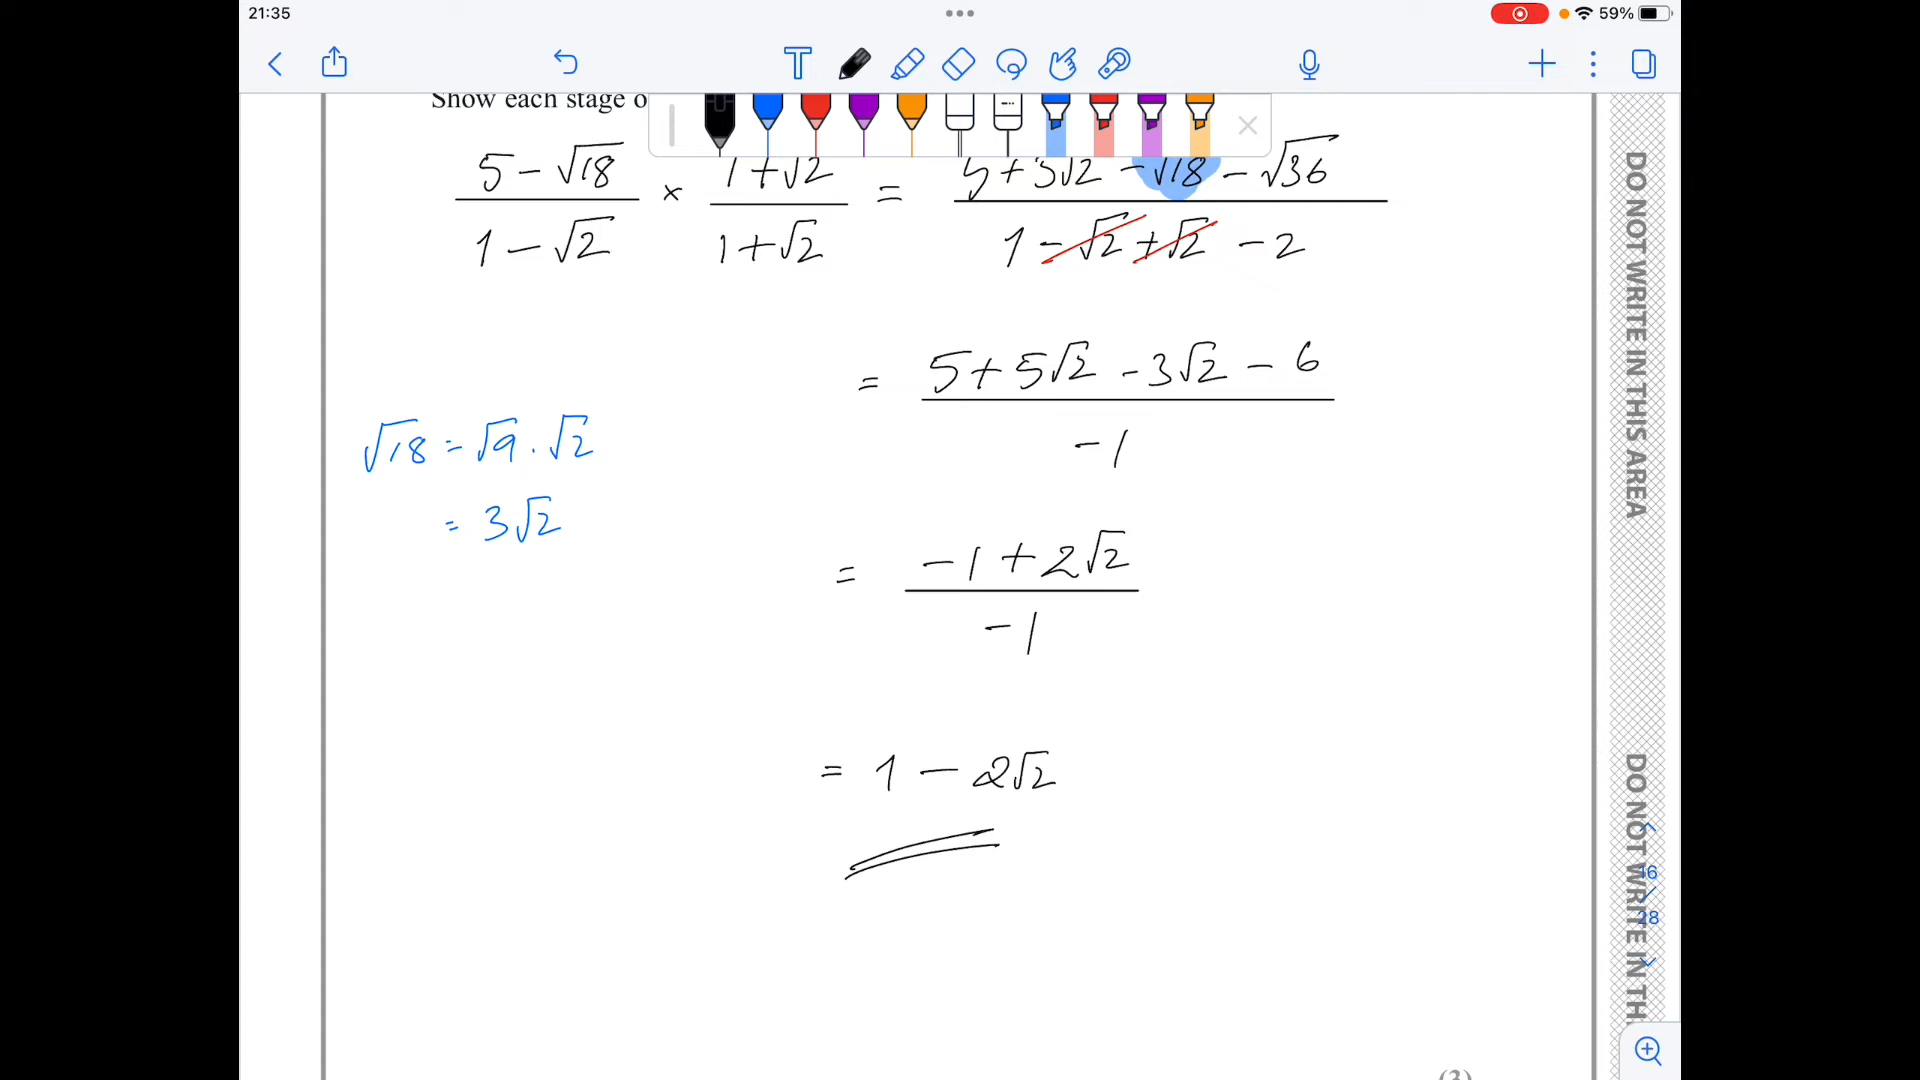 21:35
59%
Show each stage o
5 - √18 / 1 - √2 × 1 + √2 / 1 + √2 = 5 + 5√2 - √18 - √36 / 1 - √2 + √2 - 2
= 5 + 5√2 - 3√2 - 6 / -1
√18 = √9 . √2
= 3√2
= -1 + 2√2 / -1
= 1 - 2√2
(3)
DO NOT WRITE IN THIS AREA
DO NOT WRITE IN TH
16
/
28